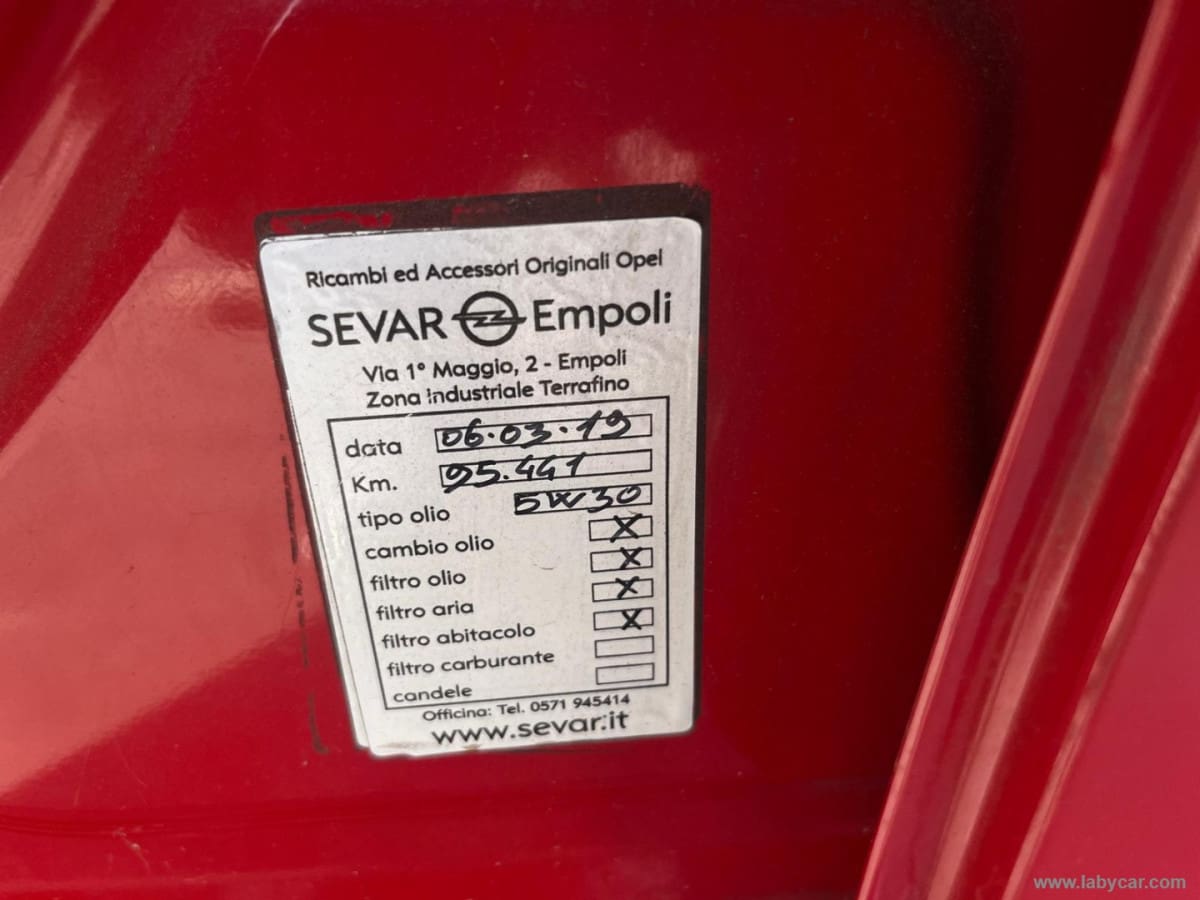 Ricambi ed Accessori Originali Opel
SEVAR Empoli
Via 1° Maggio, 2 - Empoli
Zona Industriale Terrafino
data 06.03.19
Km. 95.441
tipo olio 5W30
cambio olio X
filtro olio X
filtro aria X
filtro abitacolo X
filtro carburante
candele
Officina: Tel. 0571 945414
www.sevar.it
www.labycar.com